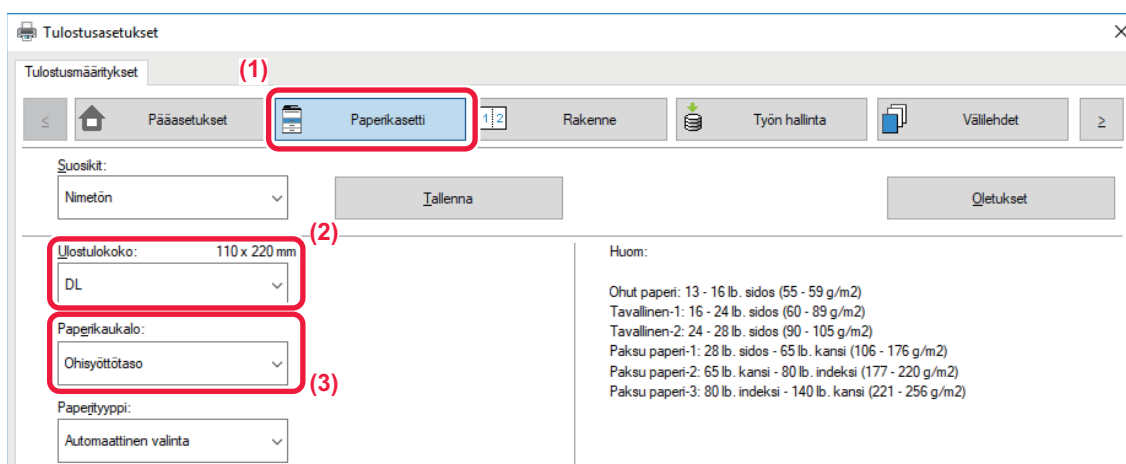 Tulostusasetukset
Tulostusmääritykset
(1)
≤
Pääasetukset
Paperikasetti
1 2
Rakenne
Työn hallinta
Välilehdet
≥
Suosikit:
Nimetön
Tallenna
Oletukset
(2)
Ulostulokoko: 110 x 220 mm
DL
Paperikaukalo:
Ohisyöttötaso
(3)
Paperityyppi:
Automaattinen valinta
Huom:
Ohut paperi: 13 - 16 lb. sidos (55 - 59 g/m2)
Tavallinen-1: 16 - 24 lb. sidos (60 - 89 g/m2)
Tavallinen-2: 24 - 28 lb. sidos (90 - 105 g/m2)
Paksu paperi-1: 28 lb. sidos - 65 lb. kansi (106 - 176 g/m2)
Paksu paperi-2: 65 lb. kansi - 80 lb. indeksi (177 - 220 g/m2)
Paksu paperi-3: 80 lb. indeksi - 140 lb. kansi (221 - 256 g/m2)